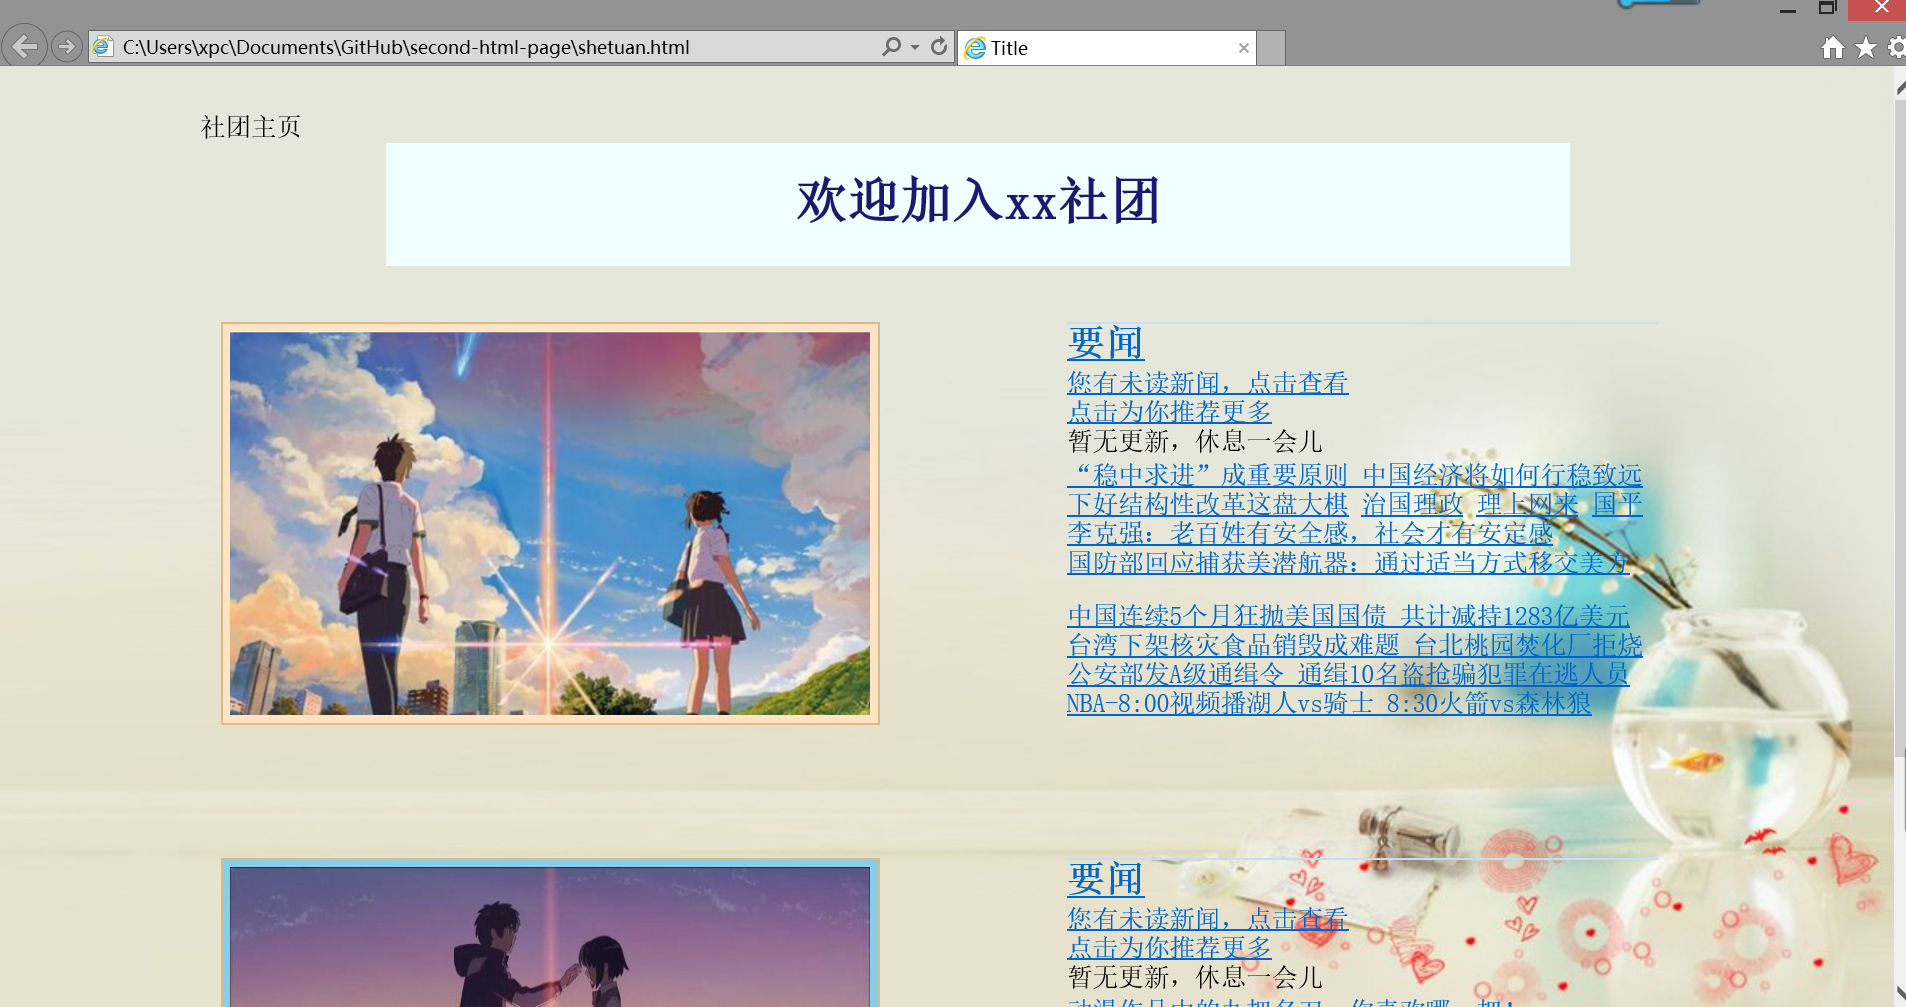 C:\Users\xpc\Documents\GitHub\second-html-page\shetuan.html
Title
社团主页
欢迎加入xx社团
要闻
您有未读新闻，点击查看
点击为你推荐更多
暂无更新，休息一会儿
“稳中求进”成重要原则 中国经济将如何行稳致远
下好结构性改革这盘大棋 治国理政 理上网来 国平
李克强：老百姓有安全感，社会才有安定感
国防部回应捕获美潜航器：通过适当方式移交美方
中国连续5个月狂抛美国国债 共计减持1283亿美元
台湾下架核灾食品销毁成难题 台北桃园焚化厂拒烧
公安部发A级通缉令 通缉10名盗抢骗犯罪在逃人员
NBA-8:00视频播湖人vs骑士 8:30火箭vs森林狼
要闻
您有未读新闻，点击查看
点击为你推荐更多
暂无更新，休息一会儿